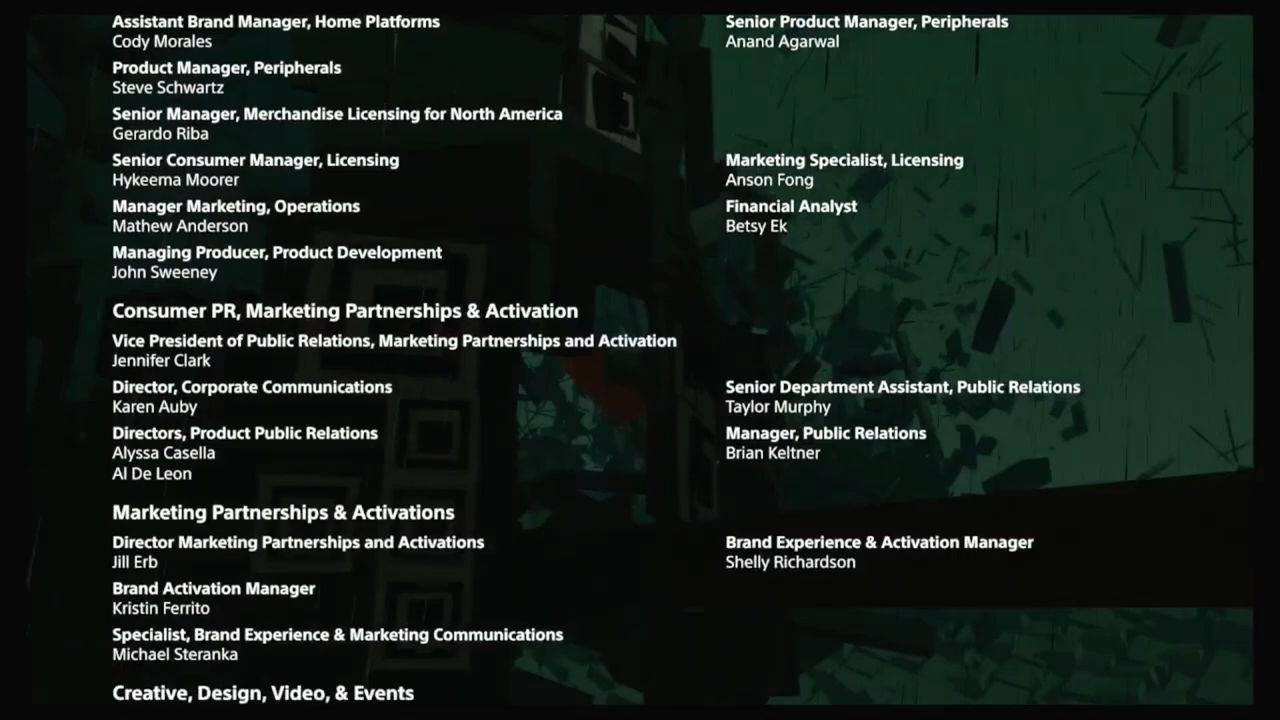 Assistant Brand Manager, Home Platforms
Cody Morales
Senior Product Manager, Peripherals
Anand Agarwal
Product Manager, Peripherals
Steve Schwartz
Senior Manager, Merchandise Licensing for North America
Gerardo Riba
Senior Consumer Manager, Licensing
Hykeema Moorer
Marketing Specialist, Licensing
Anson Fong
Manager Marketing, Operations
Mathew Anderson
Financial Analyst
Betsy Ek
Managing Producer, Product Development
John Sweeney
Consumer PR, Marketing Partnerships & Activation
Vice President of Public Relations, Marketing Partnerships and Activation
Jennifer Clark
Director, Corporate Communications
Karen Auby
Senior Department Assistant, Public Relations
Taylor Murphy
Directors, Product Public Relations
Alyssa Casella
Al De Leon
Manager, Public Relations
Brian Keltner
Marketing Partnerships & Activations
Director Marketing Partnerships and Activations
Jill Erb
Brand Experience & Activation Manager
Shelly Richardson
Brand Activation Manager
Kristin Ferrito
Specialist, Brand Experience & Marketing Communications
Michael Steranka
Creative, Design, Video, & Events